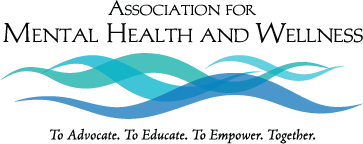 Association for
Mental Health and Wellness
To Advocate. To Educate. To Empower. Together.